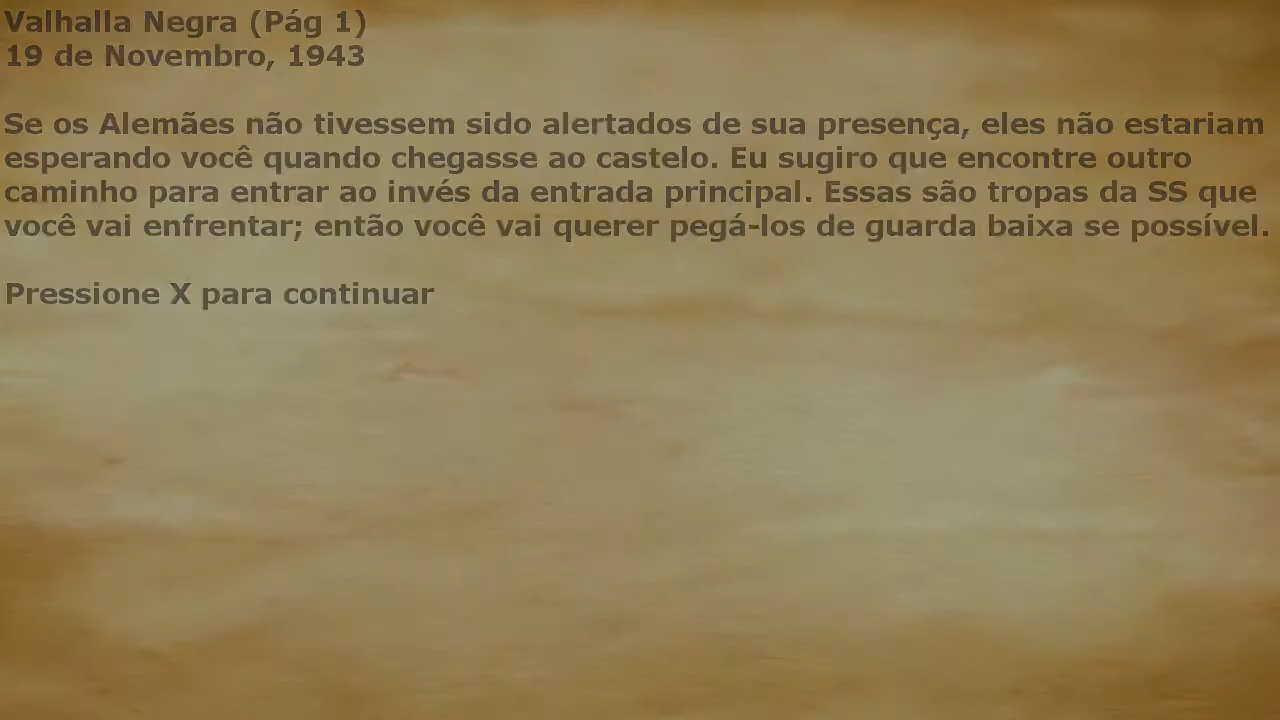 Valhalla Negra (Pág 1)
19 de Novembro, 1943
Se os Alemães não tivessem sido alertados de sua presença, eles não estariam
esperando você quando chegasse ao castelo. Eu sugiro que encontre outro
caminho para entrar ao invés da entrada principal. Essas são tropas da SS que
você vai enfrentar; então você vai querer pegá-los de guarda baixa se possível.
Pressione X para continuar